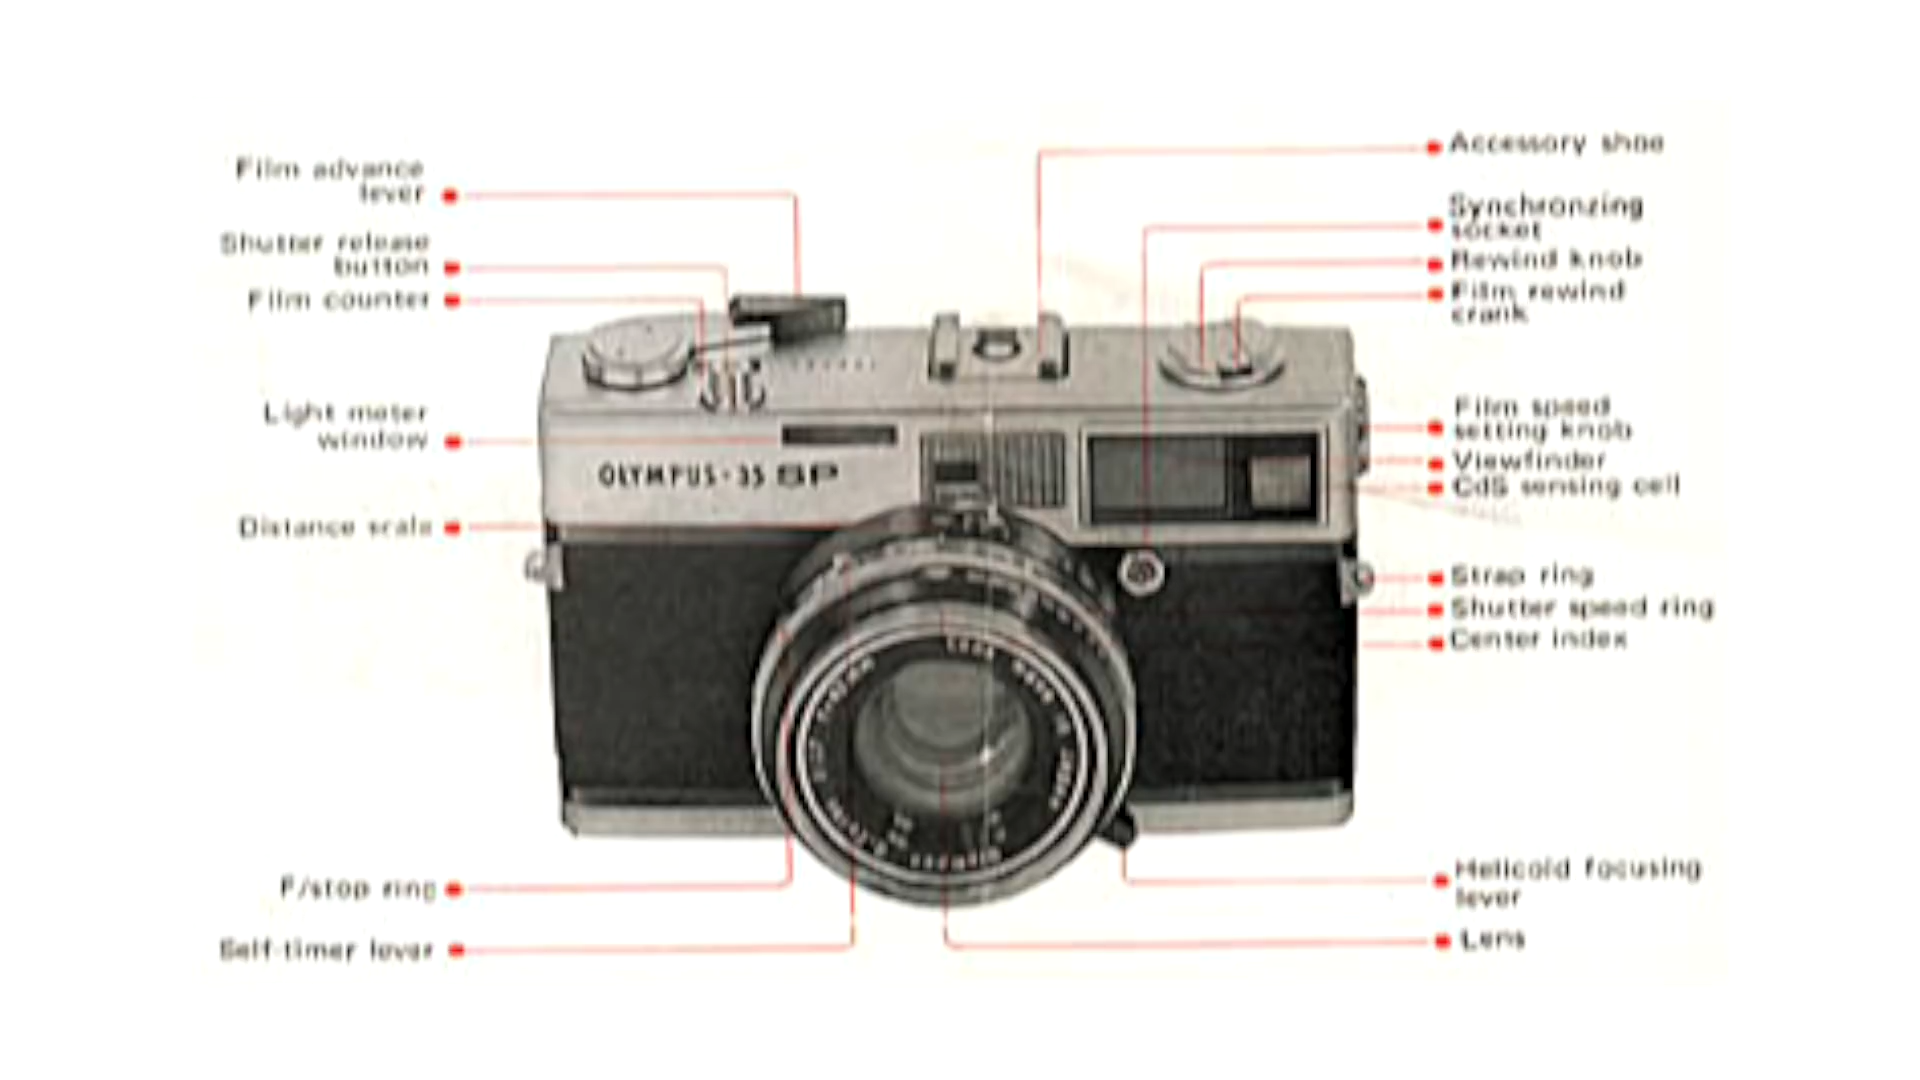 Film advance
lever
Shutter release
button
Film counter
Light meter
window
OLYMPUS-35 SP
Distance scale
F/stop ring
Self-timer lever
Accessory shoe
Synchronzing
socket
Rewind knob
Film rewind
crank
Film speed
setting knob
Viewfinder
CdS sensing cell
Strap ring
Shutter speed ring
Center index
Helicoid focusing
lever
Lens